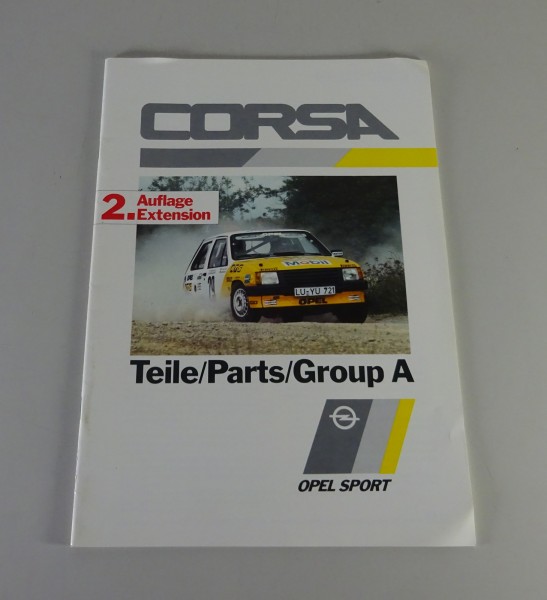 CORSA
2. Auflage
Extension
Mobil
OPEL
LU-YU 721
Teile/Parts/Group A
OPEL SPORT